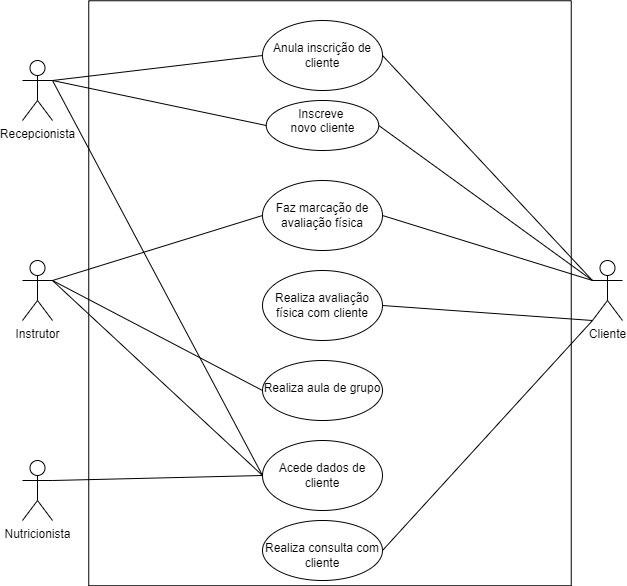 Anula inscrição de
cliente
Recepcionista
Inscreve
novo cliente
Faz marcação de
avaliação física
Instrutor
Realiza avaliação
física com cliente
Cliente
Realiza aula de grupo
Acede dados de
cliente
Nutricionista
Realiza consulta com
cliente